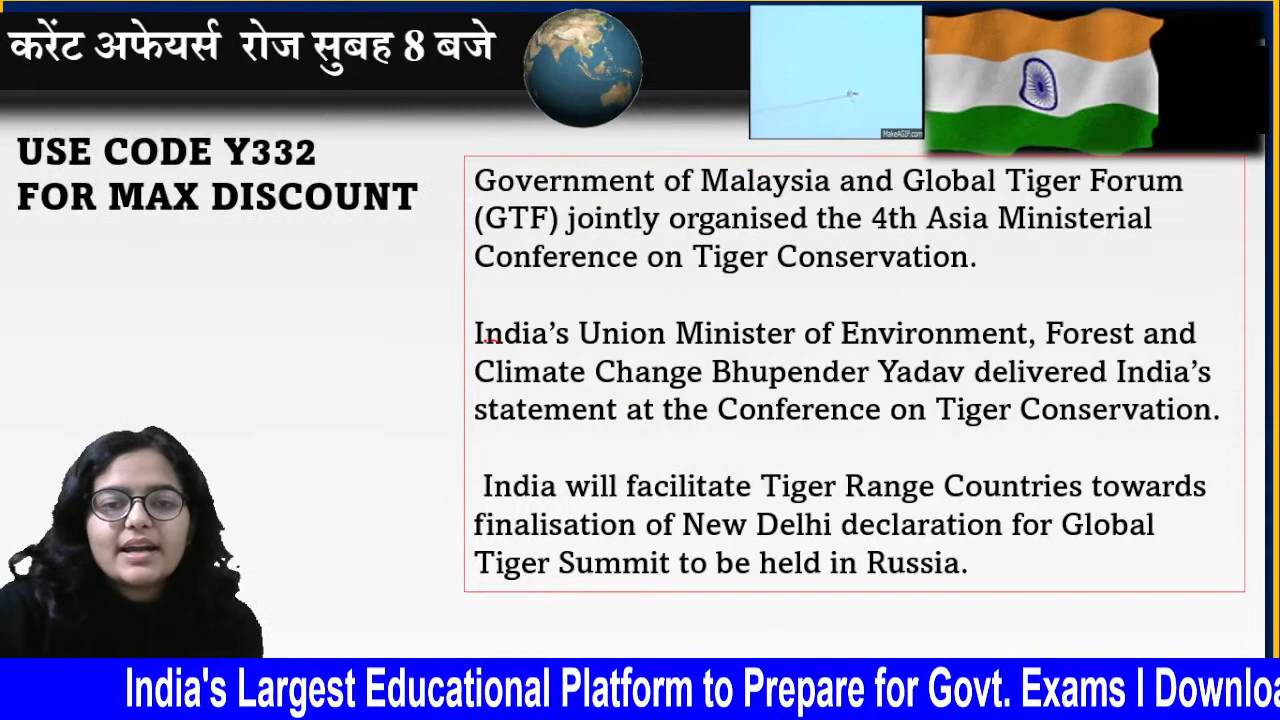 करेंट अफेयर्स रोज सुबह 8 बजे
MakeAGIF.com
USE CODE Y332
FOR MAX DISCOUNT
Government of Malaysia and Global Tiger Forum
(GTF) jointly organised the 4th Asia Ministerial
Conference on Tiger Conservation.
India’s Union Minister of Environment, Forest and
Climate Change Bhupender Yadav delivered India’s
statement at the Conference on Tiger Conservation.
India will facilitate Tiger Range Countries towards
finalisation of New Delhi declaration for Global
Tiger Summit to be held in Russia.
India's Largest Educational Platform to Prepare for Govt. Exams I Downloa